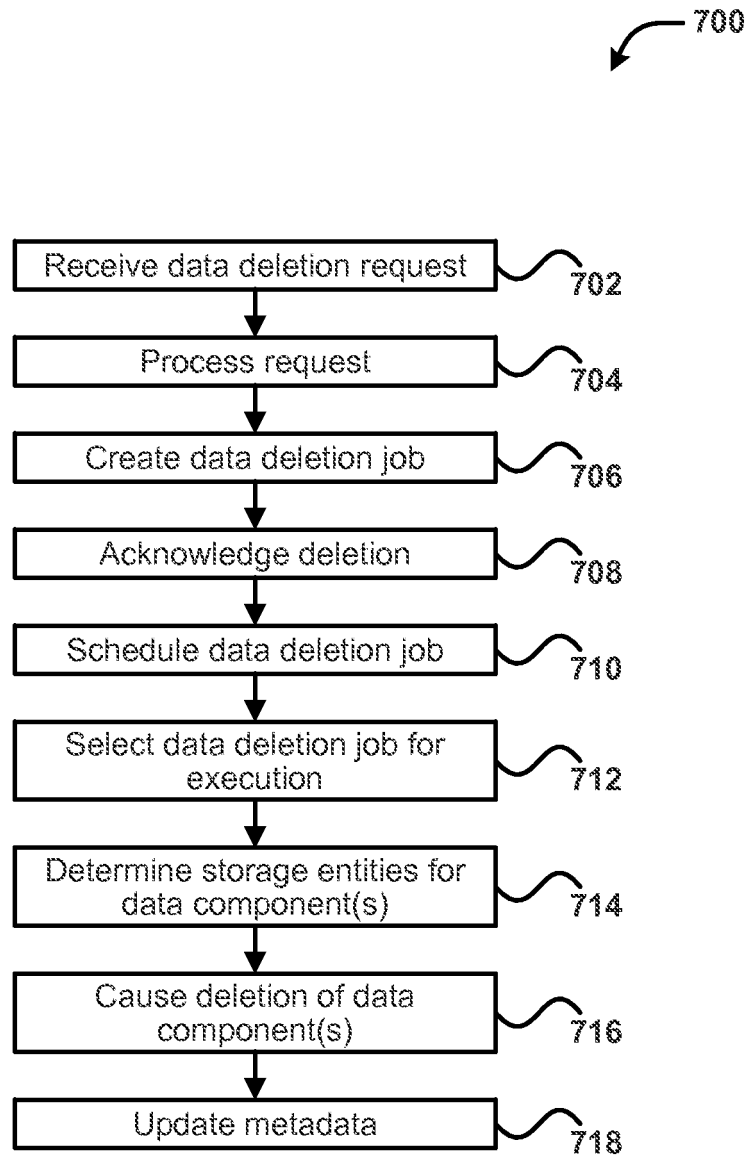 700
Receive data deletion request
702
Process request
704
Create data deletion job
706
Acknowledge deletion
708
Schedule data deletion job
710
Select data deletion job for
execution
712
Determine storage entities for
data component(s)
714
Cause deletion of data
component(s)
716
Update metadata
718